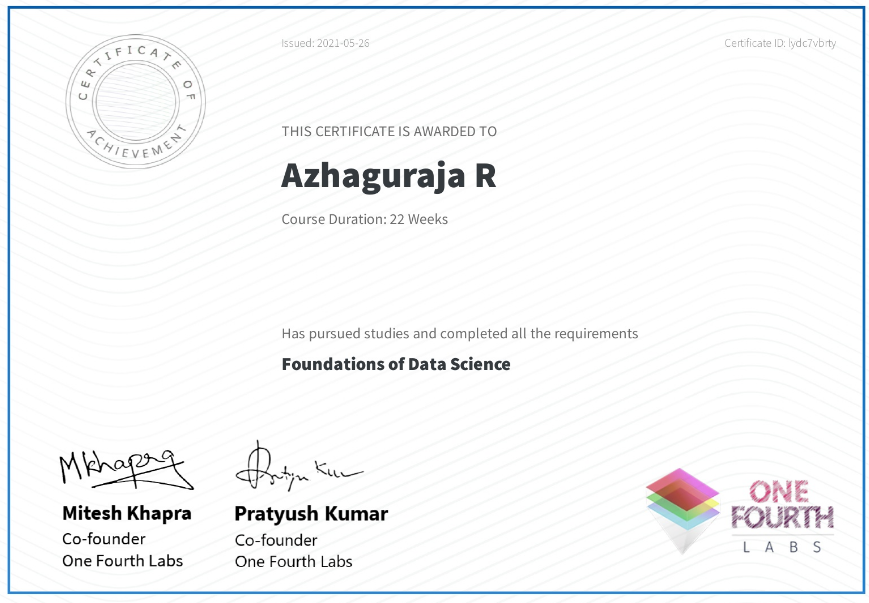 CERTIFICATE OF
ACHIEVEMENT
Issued: 2021-05-26
Certificate ID: lydc7vbrty
THIS CERTIFICATE IS AWARDED TO
Azhaguraja R
Course Duration: 22 Weeks
Has pursued studies and completed all the requirements
Foundations of Data Science
MKhapra
Pratyu Kum
Mitesh Khapra
Co-founder
One Fourth Labs
Pratyush Kumar
Co-founder
One Fourth Labs
ONE
FOURTH
LABS